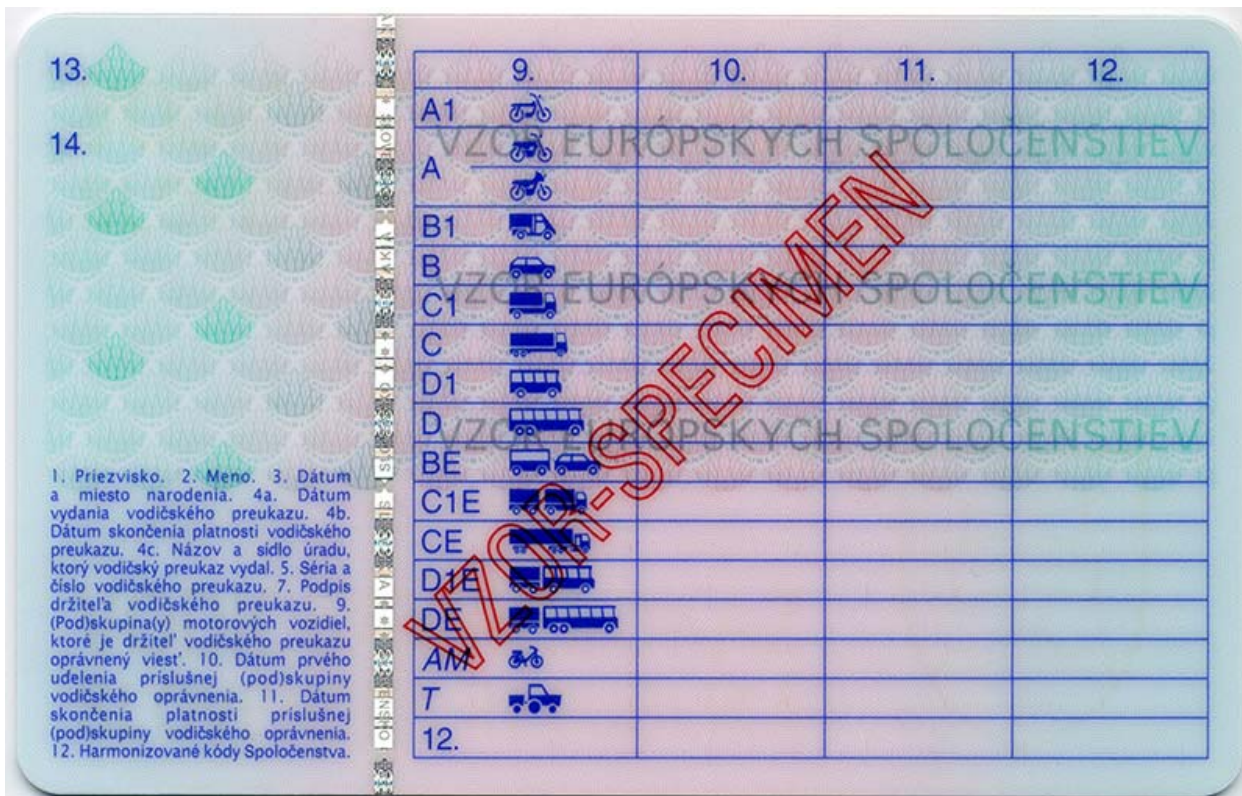 13.
14.
1. Priezvisko. 2. Meno. 3. Dátum
a miesto narodenia. 4a. Dátum
vydania vodičského preukazu. 4b.
Dátum skončenia platnosti vodičského
preukazu. 4c. Názov a sídlo úradu,
ktorý vodičský preukaz vydal. 5. Séria a
číslo vodičského preukazu. 7. Podpis
držiteľa vodičského preukazu. 9.
(Pod)skupina(y) motorových vozidiel,
ktoré je držiteľ vodičského preukazu
oprávnený viesť. 10. Dátum prvého
udelenia príslušnej (pod)skupiny
vodičského oprávnenia. 11. Dátum
skončenia platnosti príslušnej
(pod)skupiny vodičského oprávnenia.
12. Harmonizované kódy Spoločenstva.
9. 10. 11. 12.
A1
VZOR EURÓPSKYCH SPOLOČENSTIEV
A
B1
B
VZOR EURÓPSKYCH SPOLOČENSTIEV
C1
C
D1
D
VZOR EURÓPSKYCH SPOLOČENSTIEV
BE
C1E
CE
D1E
DE
AM
T
12.
VZOR-SPECIMEN